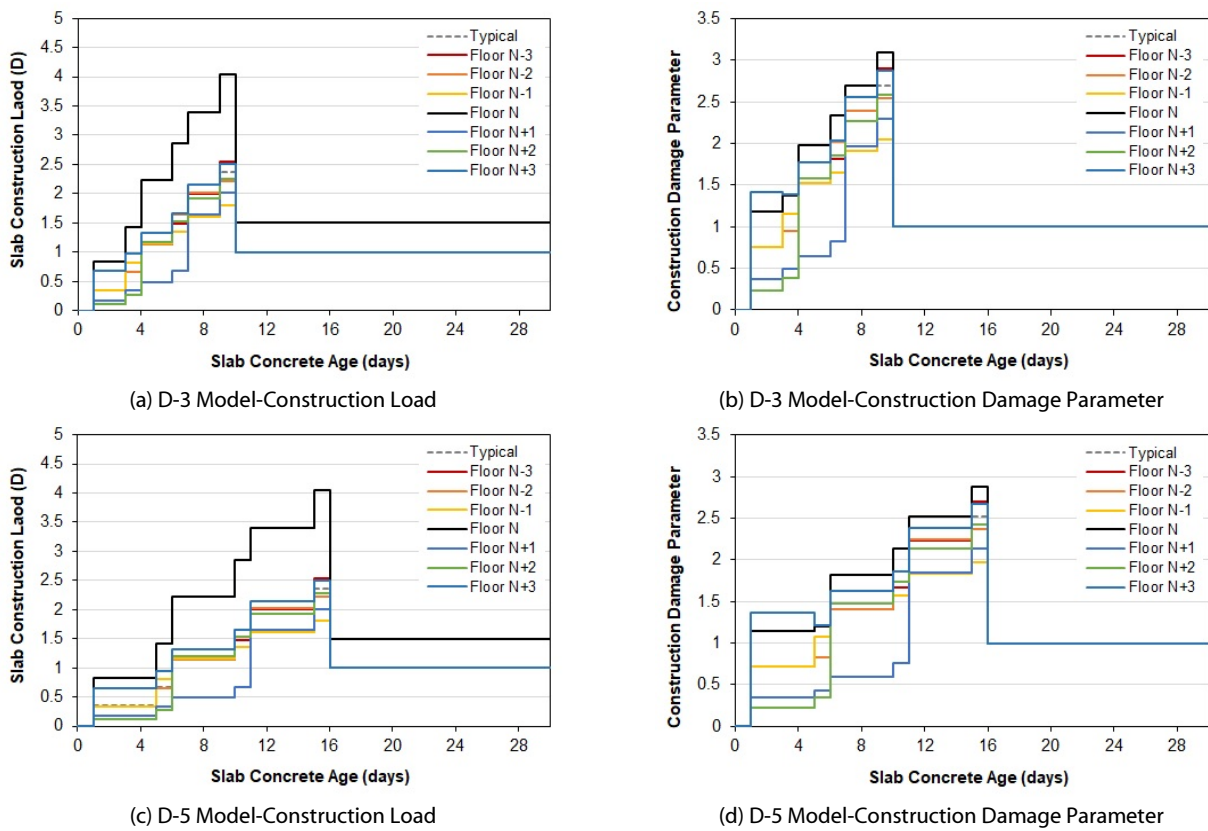 5
4.5
4
3.5
3
2.5
2
1.5
1
0.5
0
Slab Construction Laod (D)
Typical
Floor N-3
Floor N-2
Floor N-1
Floor N
Floor N+1
Floor N+2
Floor N+3
0 4 8 12 16 20 24 28
Slab Concrete Age (days)
(a) D-3 Model-Construction Load
3.5
3
2.5
2
1.5
1
0.5
0
Construction Damage Parameter
Typical
Floor N-3
Floor N-2
Floor N-1
Floor N
Floor N+1
Floor N+2
Floor N+3
0 4 8 12 16 20 24 28
Slab Concrete Age (days)
(b) D-3 Model-Construction Damage Parameter
5
4.5
4
3.5
3
2.5
2
1.5
1
0.5
0
Slab Construction Laod (D)
Typical
Floor N-3
Floor N-2
Floor N-1
Floor N
Floor N+1
Floor N+2
Floor N+3
0 4 8 12 16 20 24 28
Slab Concrete Age (days)
(c) D-5 Model-Construction Load
3.5
3
2.5
2
1.5
1
0.5
0
Construction Damage Parameter
Typical
Floor N-3
Floor N-2
Floor N-1
Floor N
Floor N+1
Floor N+2
Floor N+3
0 4 8 12 16 20 24 28
Slab Concrete Age (days)
(d) D-5 Model-Construction Damage Parameter